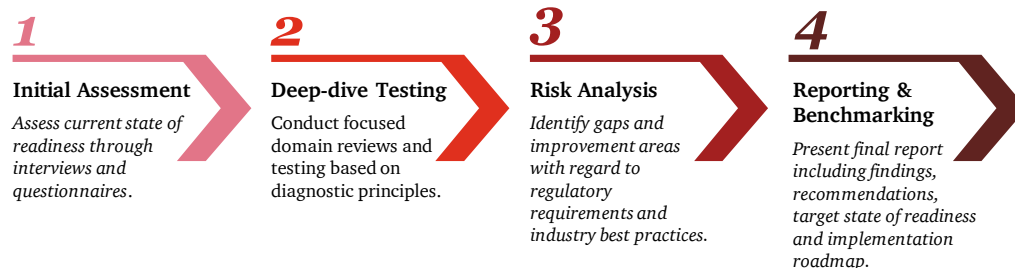 1
Initial Assessment
Assess current state of
readiness through
interviews and
questionnaires.
2
Deep-dive Testing
Conduct focused
domain reviews and
testing based on
diagnostic principles.
3
Risk Analysis
Identify gaps and
improvement areas
with regard to
regulatory
requirements and
industry best practices.
4
Reporting &
Benchmarking
Present final report
including findings,
recommendations,
target state of readiness
and implementation
roadmap.